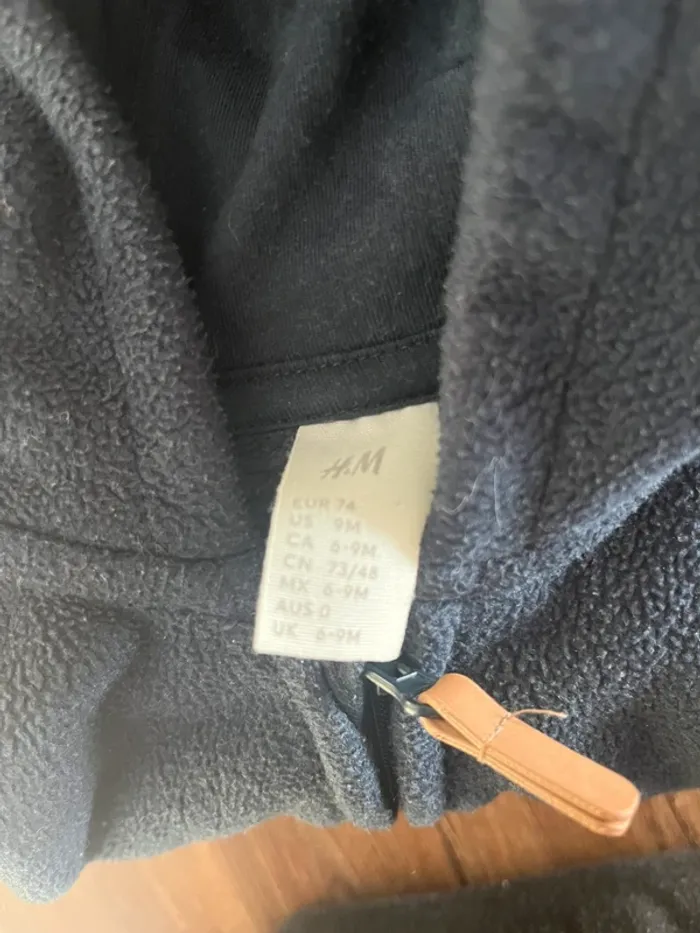 H&M
EUR 74
US 9M
CA 6-9M
CN 73/48
MX 6-9M
AUS 0
UK 6-9M